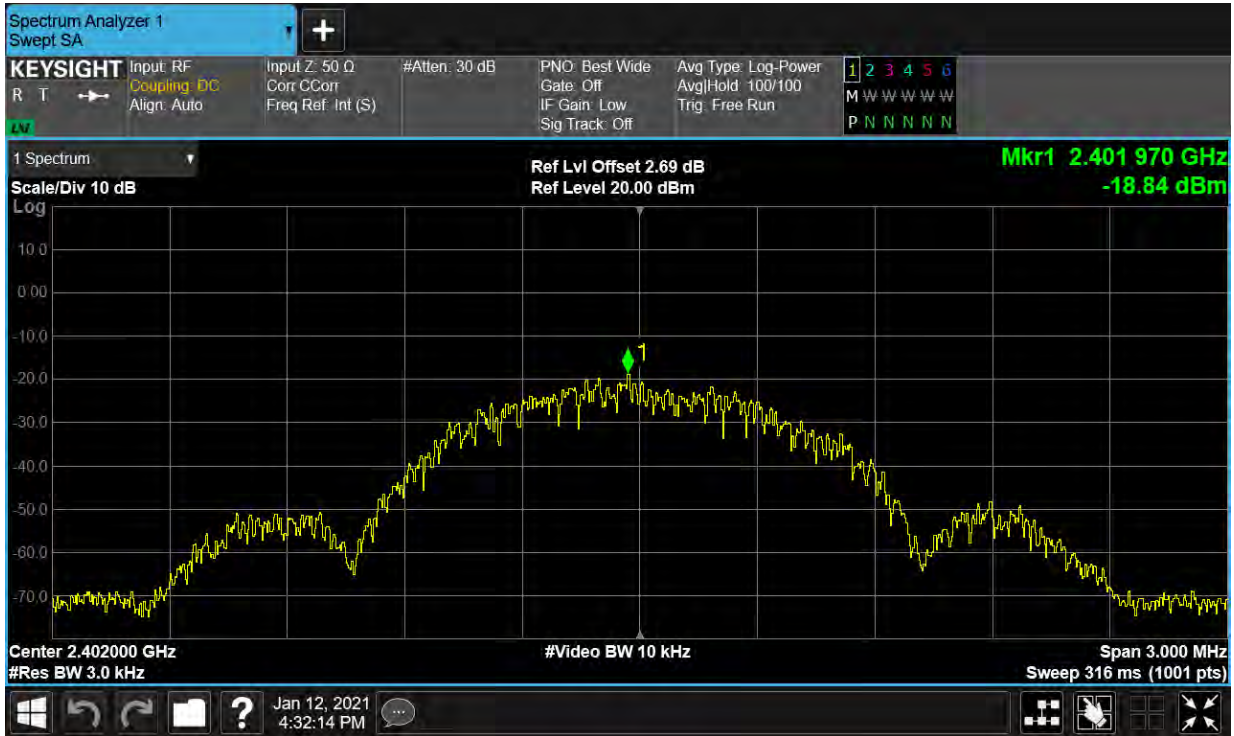 Spectrum Analyzer 1
Swept SA
KEYSIGHT
R T
Input: RF
Coupling: DC
Align: Auto
Input Z: 50 Ω
Corr CCorr
Freq Ref: Int (S)
#Atten: 30 dB
PNO: Best Wide
Gate: Off
IF Gain: Low
Sig Track: Off
Avg Type: Log-Power
Avg|Hold: 100/100
Trig: Free Run
1 2 3 4 5 6
M W W W W W
P N N N N N N
1 Spectrum
Scale/Div 10 dB
Log
Ref Lvl Offset 2.69 dB
Ref Level 20.00 dBm
Mkr1 2.401 970 GHz
-18.84 dBm
10.0
0.00
-10.0
1
-20.0
-30.0
-40.0
-50.0
-60.0
-70.0
Center 2.402000 GHz
#Res BW 3.0 kHz
#Video BW 10 kHz
Span 3.000 MHz
Sweep 316 ms (1001 pts)
?
Jan 12, 2021
4:32:14 PM